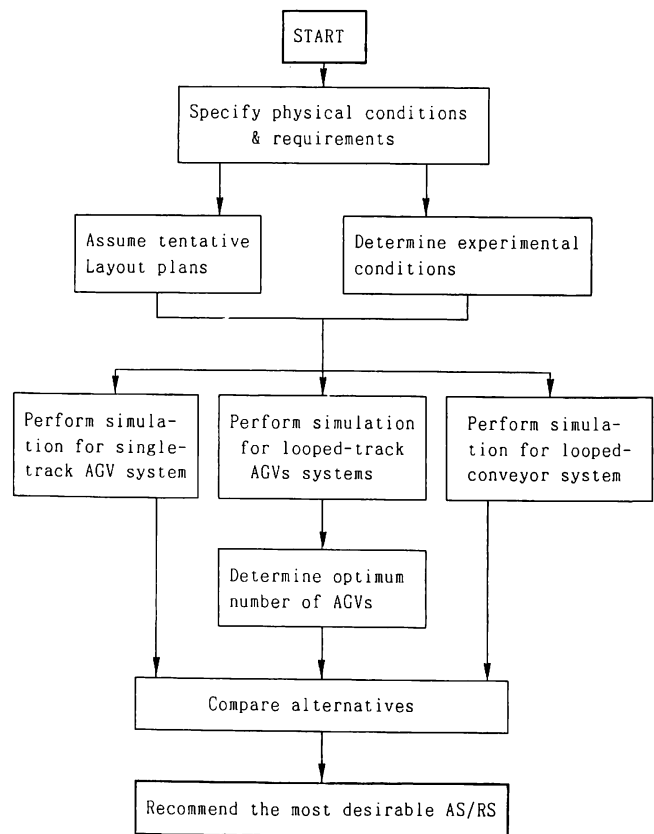 START
Specify physical conditions
& requirements
Assume tentative
Layout plans
Determine experimental
conditions
Perform simula-
tion for single-
track AGV system
Perform simulation
for looped-track
AGVs systems
Perform simula-
tion for looped-
conveyor system
Determine optimum
number of AGVs
Compare alternatives
Recommend the most desirable AS/RS